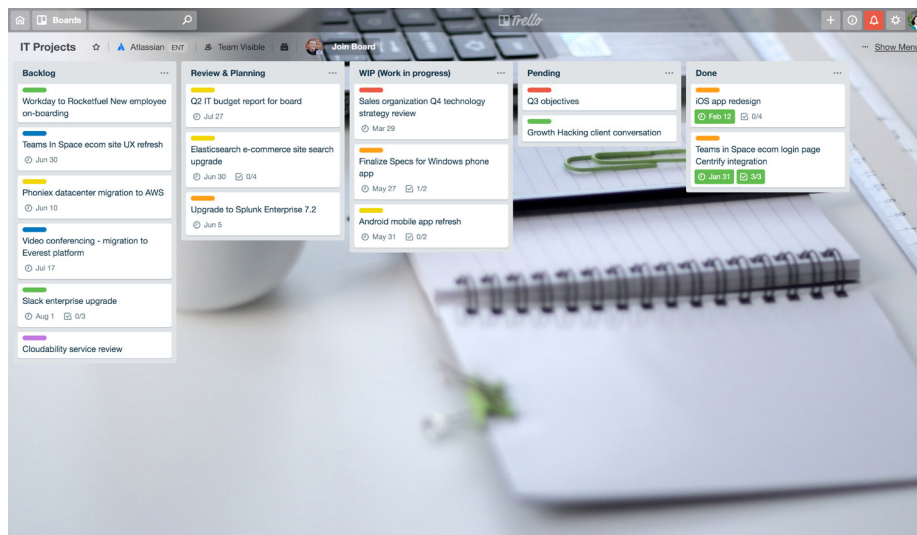 Boards
Trello
IT Projects
Atlassian ENT
Team Visible
Join Board
··· Show Menu
Backlog
Workday to Rocketfuel New employee
on-boarding
Teams In Space ecom site UX refresh
Jun 30
Phoniex datacenter migration to AWS
Jun 10
Video conferencing - migration to
Everest platform
Jul 17
Slack enterprise upgrade
Aug 1 0/3
Cloudability service review
Review & Planning
Q2 IT budget report for board
Jul 27
Elasticsearch e-commerce site search
upgrade
Jun 30 0/4
Upgrade to Splunk Enterprise 7.2
Jun 5
WIP (Work in progress)
Sales organization Q4 technology
strategy review
Mar 29
Finalize Specs for Windows phone
app
May 27 1/2
Android mobile app refresh
May 31 0/2
Pending
Q3 objectives
Growth Hacking client conversation
Done
iOS app redesign
Feb 12 0/4
Teams in Space ecom login page
Centrify integration
Jan 31 3/3